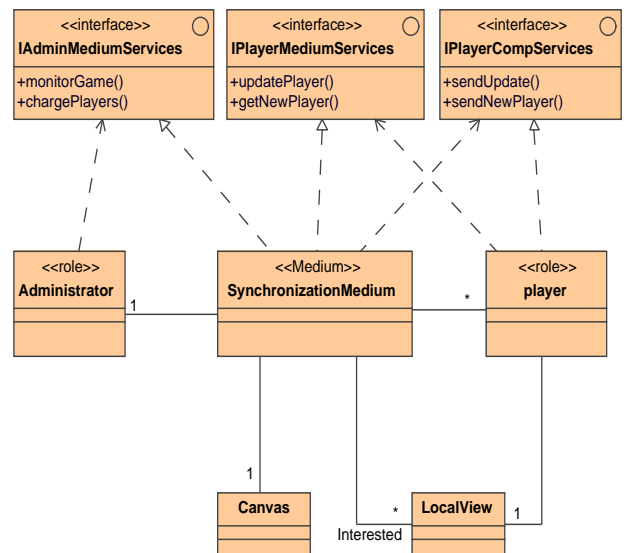 <<interface>>
IAdminMediumServices
+monitorGame()
+chargePlayers()
<<interface>>
IPlayerMediumServices
+updatePlayer()
+getNewPlayer()
<<interface>>
IPlayerCompServices
+sendUpdate()
+sendNewPlayer()
<<role>>
Administrator
1
<<Medium>>
SynchronizationMedium
*
<<role>>
player
1
Canvas
*
Interested
LocalView
1